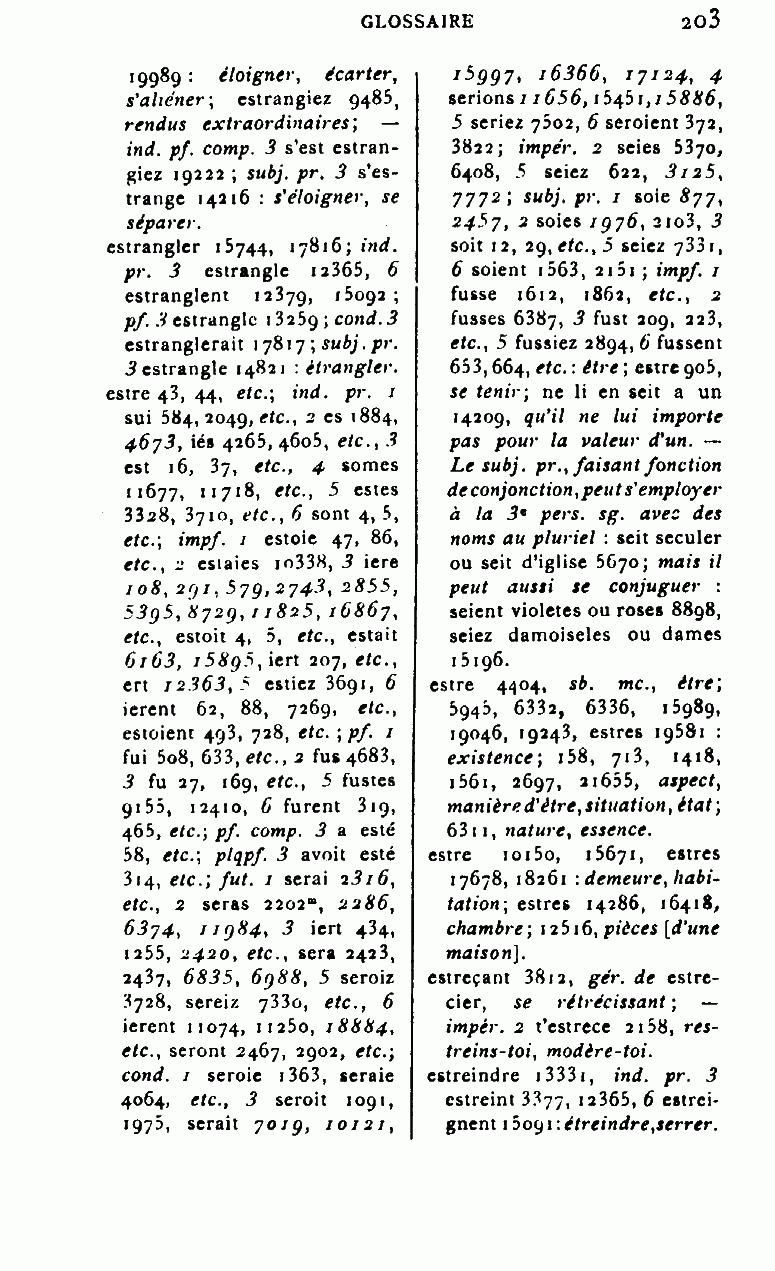 GLOSSAIRE 203
19989 : éloigner, écarter,
s'aliéner; estrangiez 9485,
rendus extraordinaires; —
ind. pf. comp. 3 s'est estran-
giez 19222 ; subj. pr. 3 s'es-
trange 14216 : s'éloigner, se
séparer.
estrangler 15744, 17816; ind.
pr. 3 estrangle 12365, 6
estranglent 12379, 15092 ;
pf. 3 estrangle 13259 ; cond. 3
estranglerait 17817 ; subj. pr.
3 estrangle 14821 : étrangler.
estre 43, 44, etc.; ind. pr. 1
sui 584, 2049, etc., 2 es 1884,
4673, iés 4265, 4605, etc., 3
est 16, 37, etc., 4 somes
11677, 11718, etc., 5 estes
3328, 3710, etc., 6 sont 4, 5,
etc.; impf. 1 estoie 47, 86,
etc., 2 estaies 10338, 3 iere
108, 291, 579, 2743, 2855,
5395, 8729, 11825, 16867,
etc., estoit 4, 5, etc., estait
6163, 15895, iert 207, etc.,
ert 12363, 5 estiez 3691, 6
ierent 62, 88, 7269, etc.,
estoient 493, 728, etc. ; pf. 1
fui 508, 633, etc., 2 fus 4683,
3 fu 27, 169, etc., 5 fustes
9155, 12410, 6 furent 319,
465, etc.; pf. comp. 3 a esté
58, etc.; plqpf. 3 avoit esté
314, etc.; fut. 1 serai 2316,
etc., 2 seras 2202ᵐ, 2286,
6374, 11984, 3 iert 434,
1255, 2420, etc., sera 2423,
2437, 6835, 6988, 5 seroiz
3728, sereiz 7330, etc., 6
ierent 11074, 11250, 18884,
etc., seront 2467, 2902, etc.;
cond. 1 seroie 1363, seraie
4064, etc., 3 seroit 1091,
1975, serait 7019, 10121,
15997, 16366, 17124, 4
serions 11656, 15451, 15886,
5 seriez 7502, 6 seroient 372,
3822; impér. 2 seies 5370,
6408, 5 seiez 622, 3125,
7772 ; subj. pr. 1 soie 877,
2457, 2 soies 1976, 2103, 3
soit 12, 29, etc., 5 seiez 7331,
6 soient 1563, 2151 ; impf. 1
fusse 1612, 1862, etc., 2
fusses 6387, 3 fust 209, 223,
etc., 5 fussiez 2894, 6 fussent
653, 664, etc. : être ; estre 905,
se tenir; ne li en seit a un
14209, qu'il ne lui importe
pas pour la valeur d'un. —
Le subj. pr., faisant fonction
de conjonction, peut s'employer
à la 3ᵉ pers. sg. avec des
noms au pluriel : seit seculer
ou seit d'iglise 5670; mais il
peut aussi se conjuguer :
seient violetes ou roses 8898,
seiez damoiseles ou dames
15196.
estre 4404, sb. mc., être;
5945, 6332, 6336, 15989,
19046, 19243, estres 19581 :
existence; 158, 713, 1418,
1561, 2697, 21655, aspect,
manière d'être, situation, état ;
6311, nature, essence.
estre 10150, 15671, estres
17678, 18261 : demeure, habi-
tation; estres 14286, 16418,
chambre ; 12516, pièces [d'une
maison].
estreçant 3812, gér. de estre-
cier, se rétrécissant ; —
impér. 2 t'estrece 2158, res-
treins-toi, modère-toi.
estreindre 13331, ind. pr. 3
estreint 3377, 12365, 6 estrei-
gnent 15091 : étreindre, serrer.